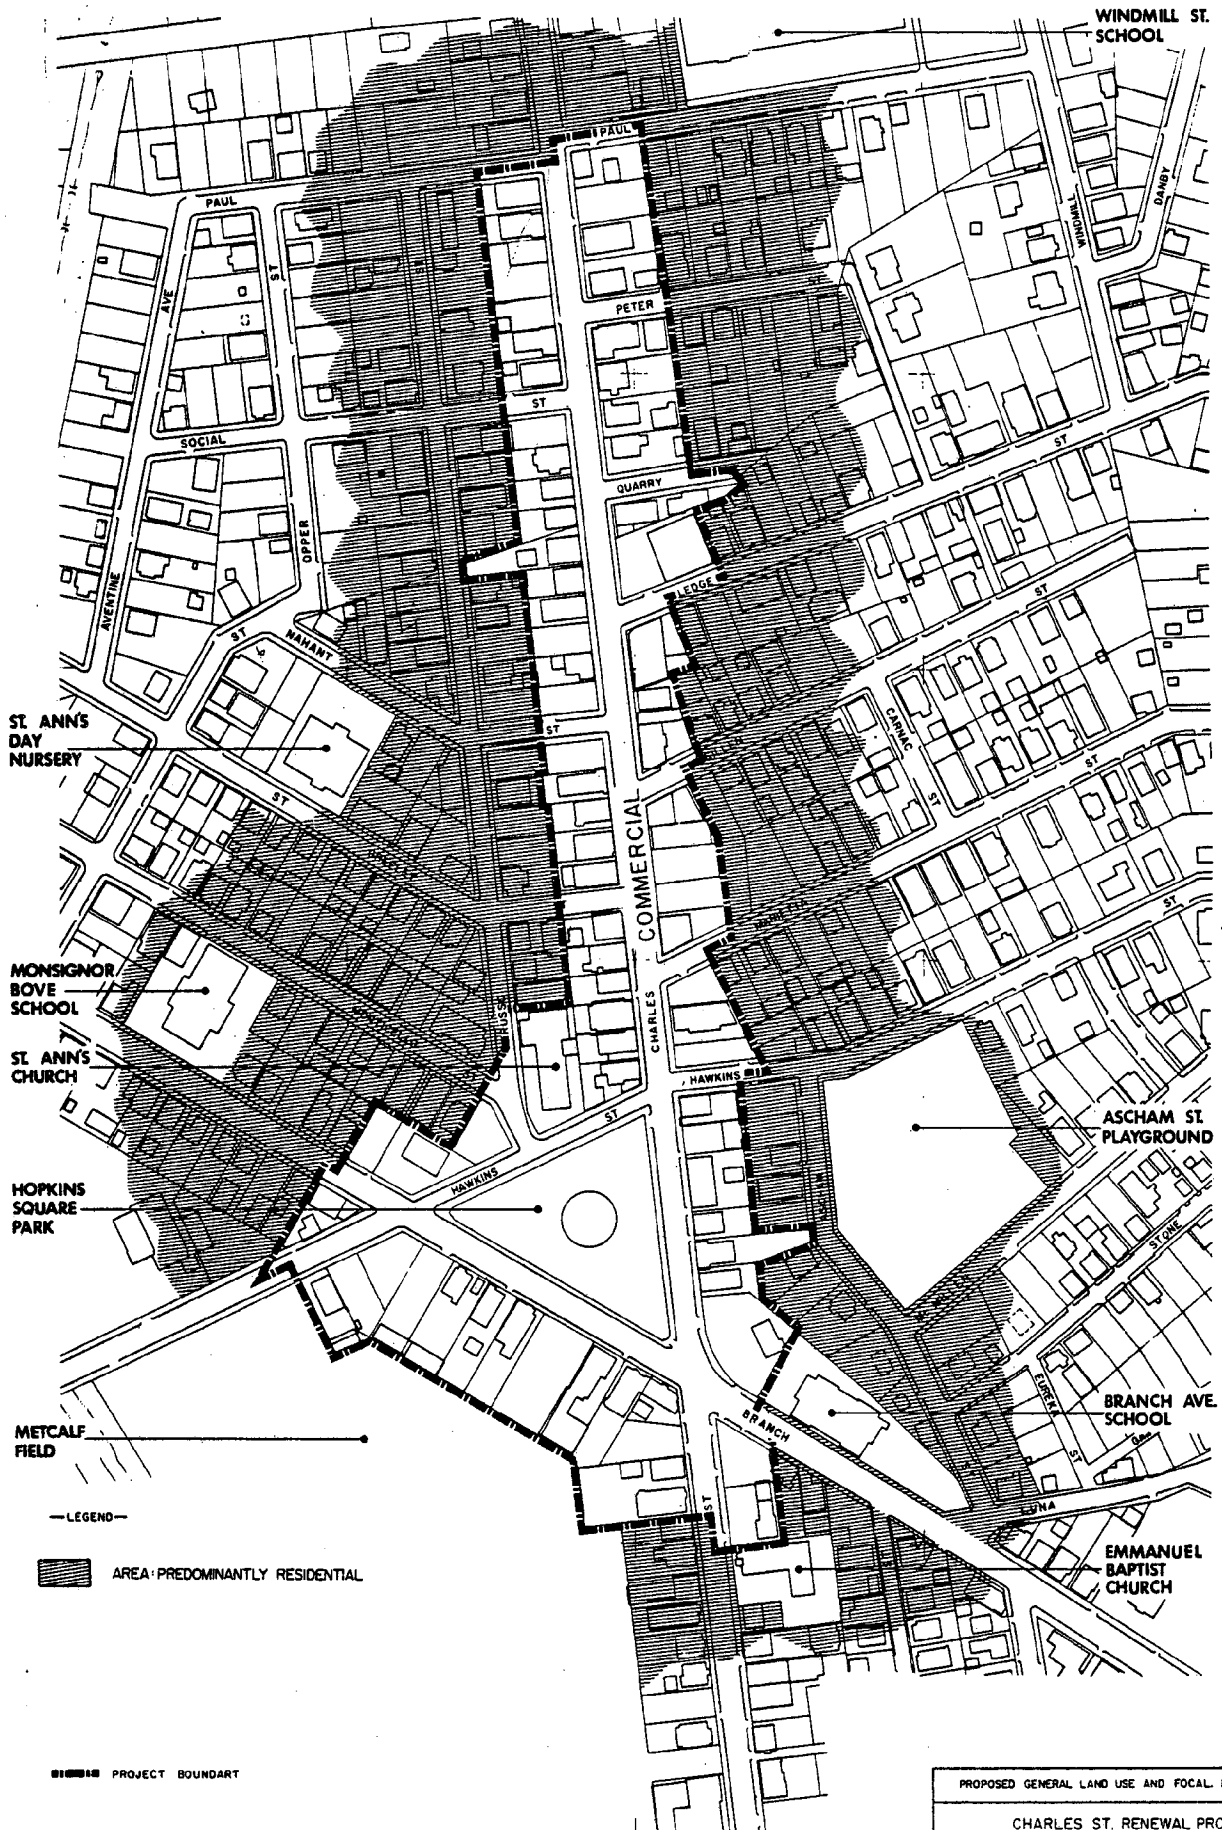 WINDMILL ST.
SCHOOL
PAUL
PAUL
ST
ST
AVE
WINDMILL
DANBY
PETER
ST
SOCIAL
ST
QUARRY
OPPER
LEDGE
AVENTINE
ST
NAHANT
ST
ST. ANN'S
DAY
NURSERY
ST
CARNAC
ST
ST
ST
COMMERCIAL
CHARLES
ST
MONSIGNOR
BOVE
SCHOOL
ST. ANN'S
CHURCH
HAWKINS
ST
ASCHAM ST.
PLAYGROUND
HAWKINS
HOPKINS
SQUARE
PARK
STONE
EUREKA
ST
BRANCH AVE.
SCHOOL
BRANCH
METCALF
FIELD
ST
LUNA
—LEGEND—
AREA: PREDOMINANTLY RESIDENTIAL
EMMANUEL
BAPTIST
CHURCH
PROJECT BOUNDART
PROPOSED GENERAL LAND USE AND FOCAL.
CHARLES ST. RENEWAL PRO